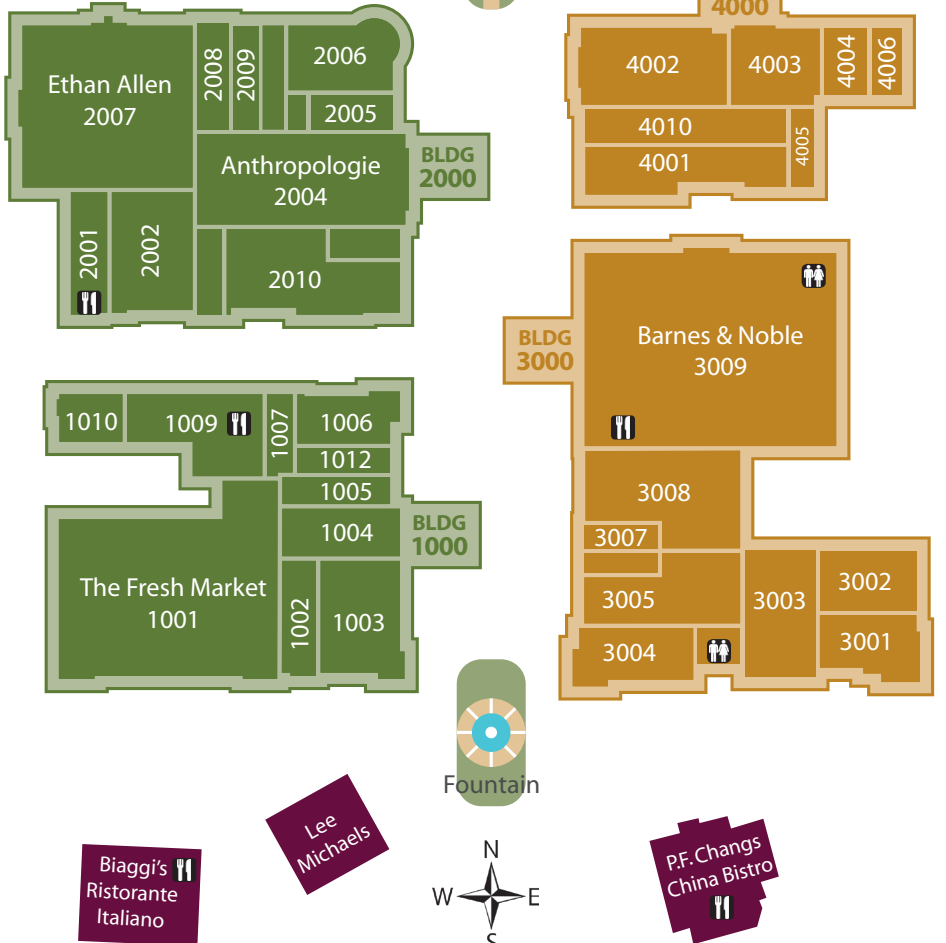 4000
Ethan Allen
2007
2008
2009
2006
2005
Anthropologie
2004
BLDG
2000
2001
2002
2010
4002
4003
4004
4006
4010
4001
4005
BLDG
3000
Barnes & Noble
3009
1010
1009
1007
1006
1012
1005
1004
BLDG
1000
The Fresh Market
1001
1002
1003
3008
3007
3005
3004
3003
3002
3001
Fountain
Lee
Michaels
Biaggi's
Ristorante
Italiano
N
W
E
S
P.F. Changs
China Bistro